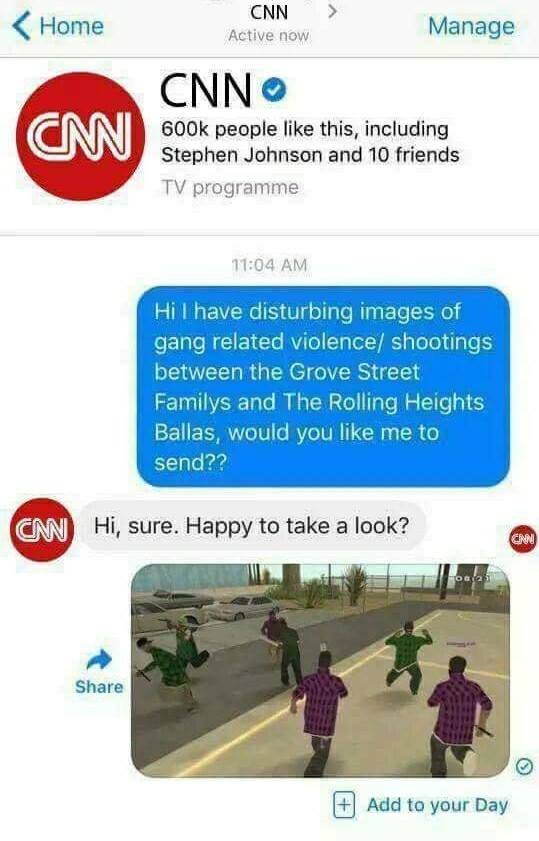 Home
CNN
Active now
Manage
CNN
CNN
600k people like this, including
Stephen Johnson and 10 friends
TV programme
11:04 AM
Hi I have disturbing images of
gang related violence/ shootings
between the Grove Street
Familys and The Rolling Heights
Ballas, would you like me to
send??
CNN
Hi, sure. Happy to take a look?
CNN
Share
Add to your Day